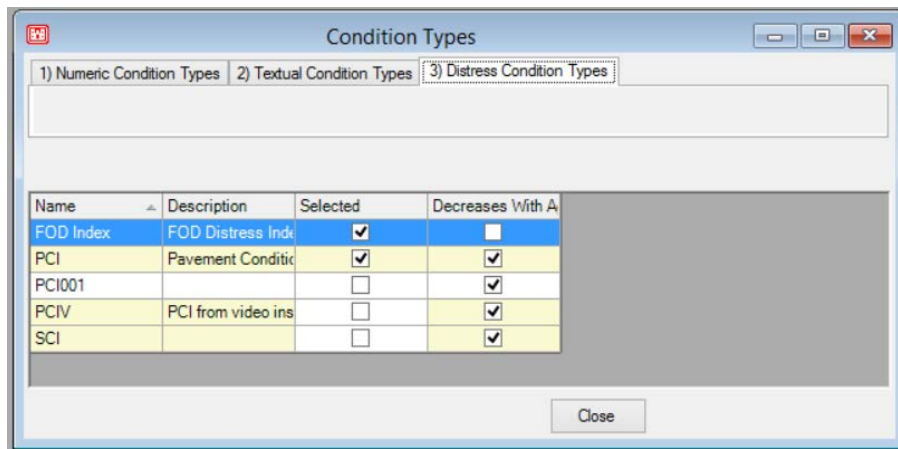 Condition Types
1) Numeric Condition Types 2) Textual Condition Types 3) Distress Condition Types
Name Description Selected Decreases With A
FOD Index FOD Distress Inde
PCI Pavement Conditic
PCI001
PCIV PCI from video ins
SCI
Close